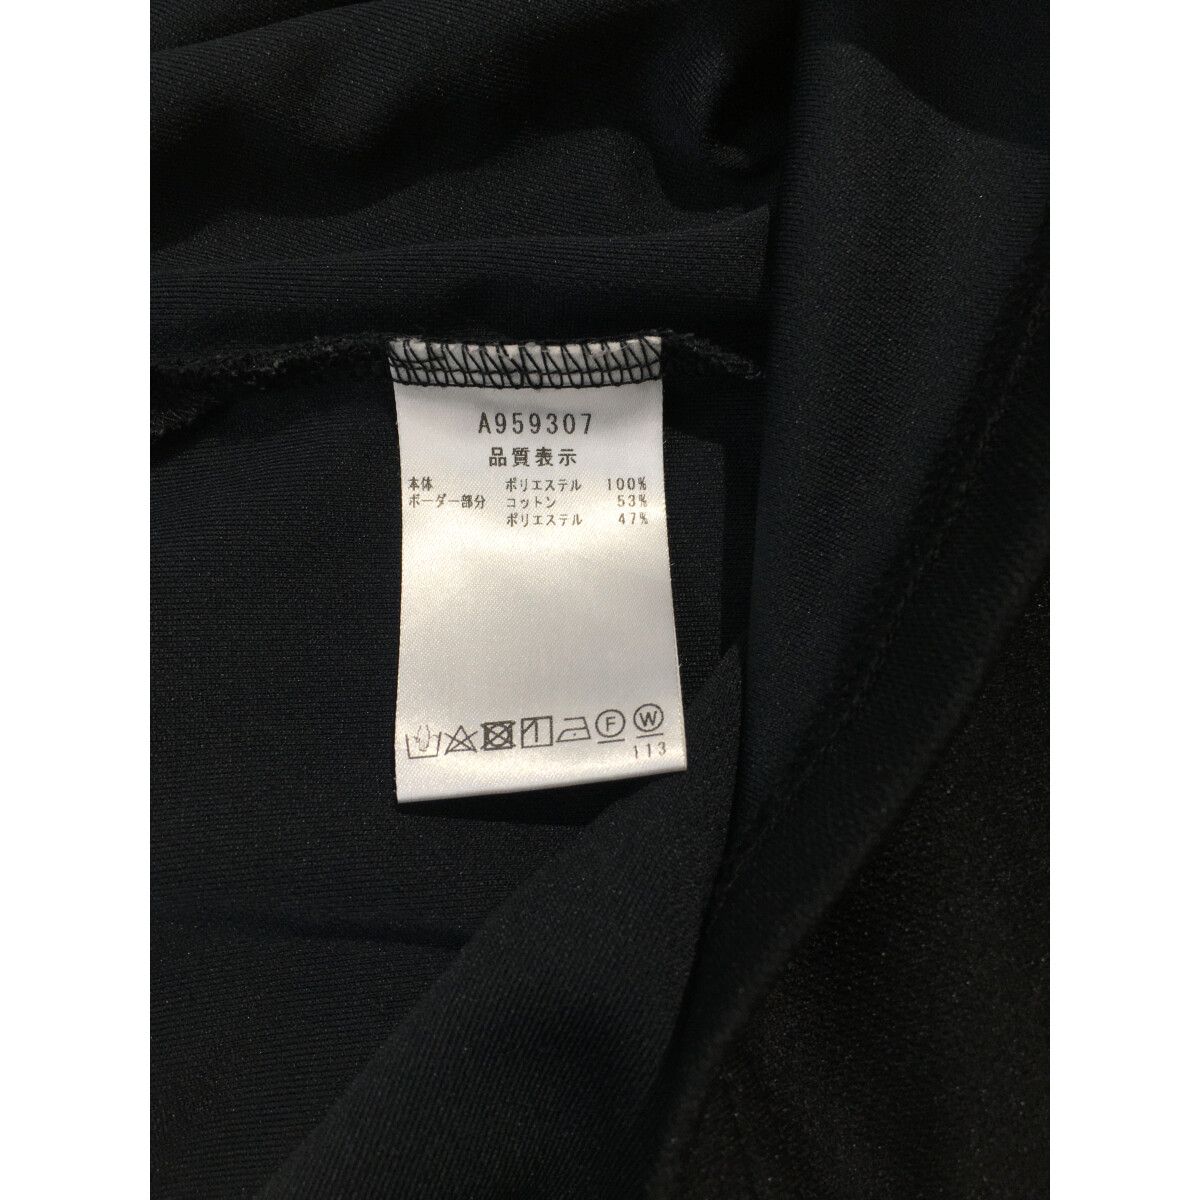 A959307
品質表示
本体 ポリエステル 100%
ボーダー部分 コットン 53%
ポリエステル 47%
F W
113